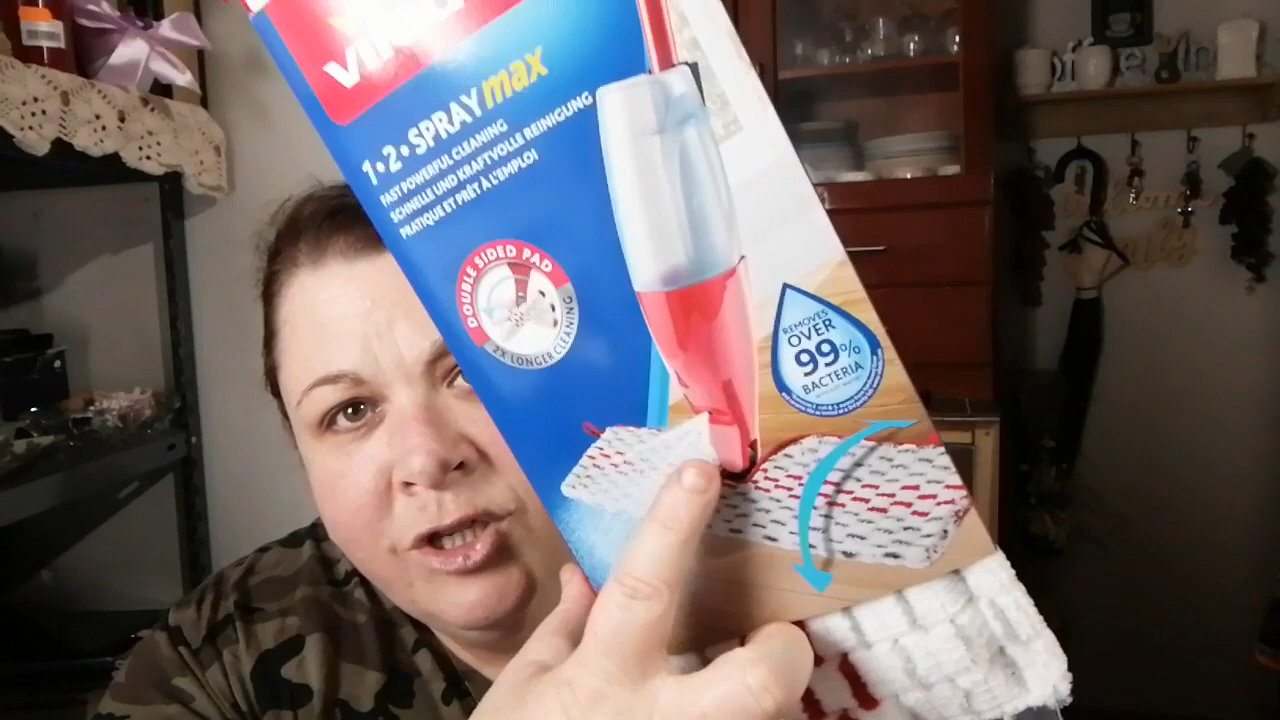 1•2•SPRAY max
FAST POWERFUL CLEANING
SCHNELLE UND KRAFTVOLLE REINIGUNG
PRATIQUE ET PRÊT À L'EMPLOI
DOUBLE SIDED PAD
2X LONGER CLEANING
REMOVES
OVER
99%
BACTERIA